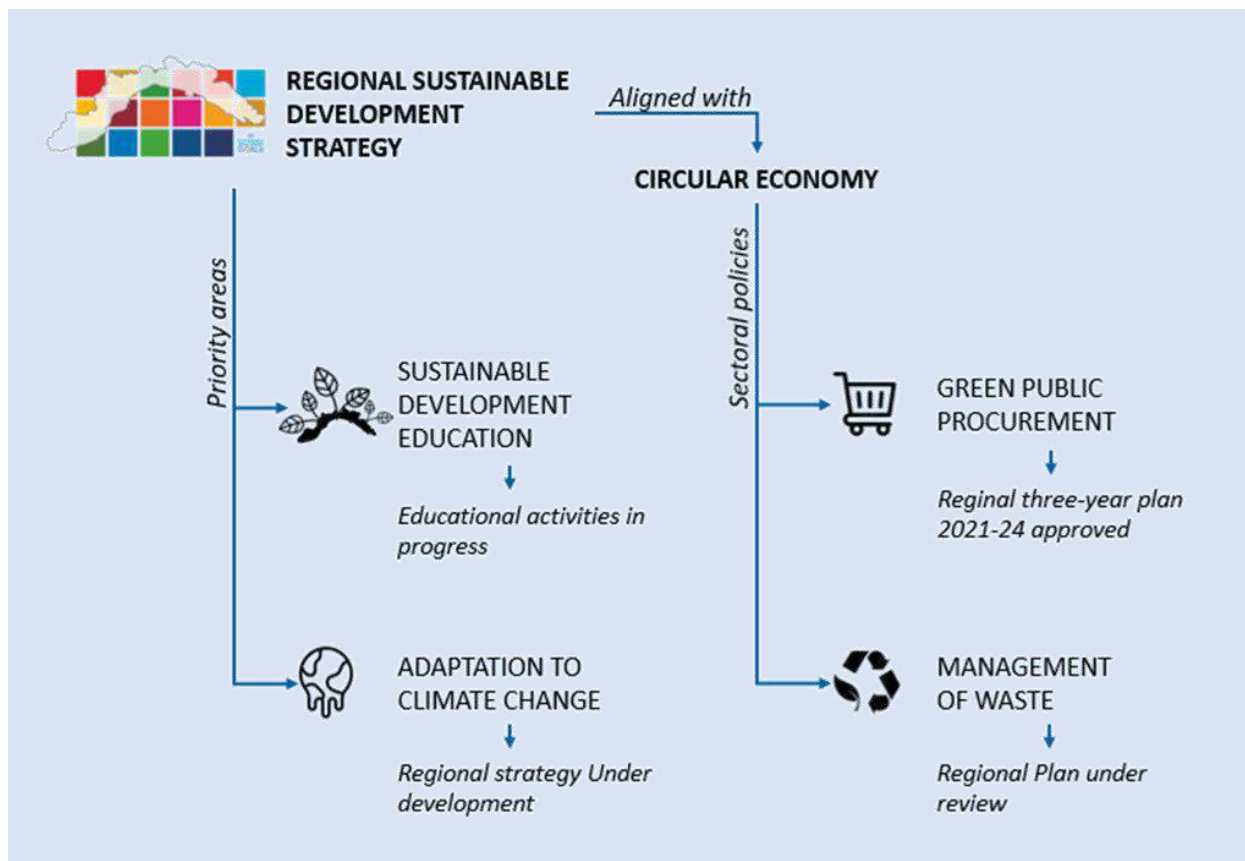 REGIONAL SUSTAINABLE
DEVELOPMENT
STRATEGY
Aligned with
CIRCULAR ECONOMY
Priority areas
SUSTAINABLE
DEVELOPMENT
EDUCATION
Educational activities in
progress
ADAPTATION TO
CLIMATE CHANGE
Regional strategy Under
development
Sectoral policies
GREEN PUBLIC
PROCUREMENT
Reginal three-year plan
2021-24 approved
MANAGEMENT
OF WASTE
Regional Plan under
review